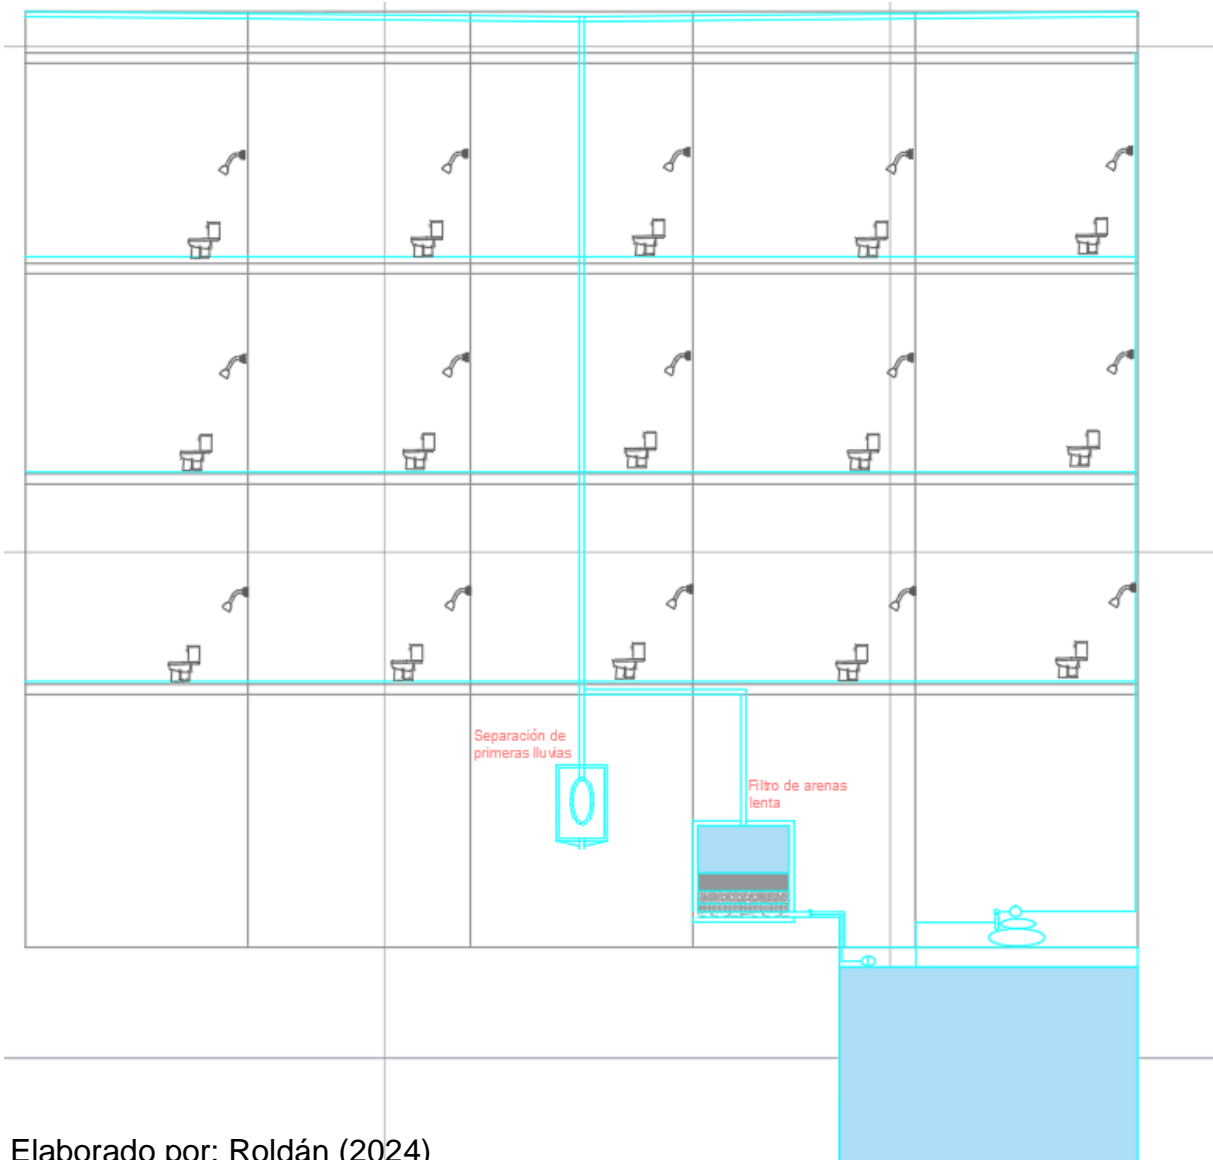 Separación de
primeras lluvias
Filtro de arenas
lenta
Elaborado por: Roldán (2024)